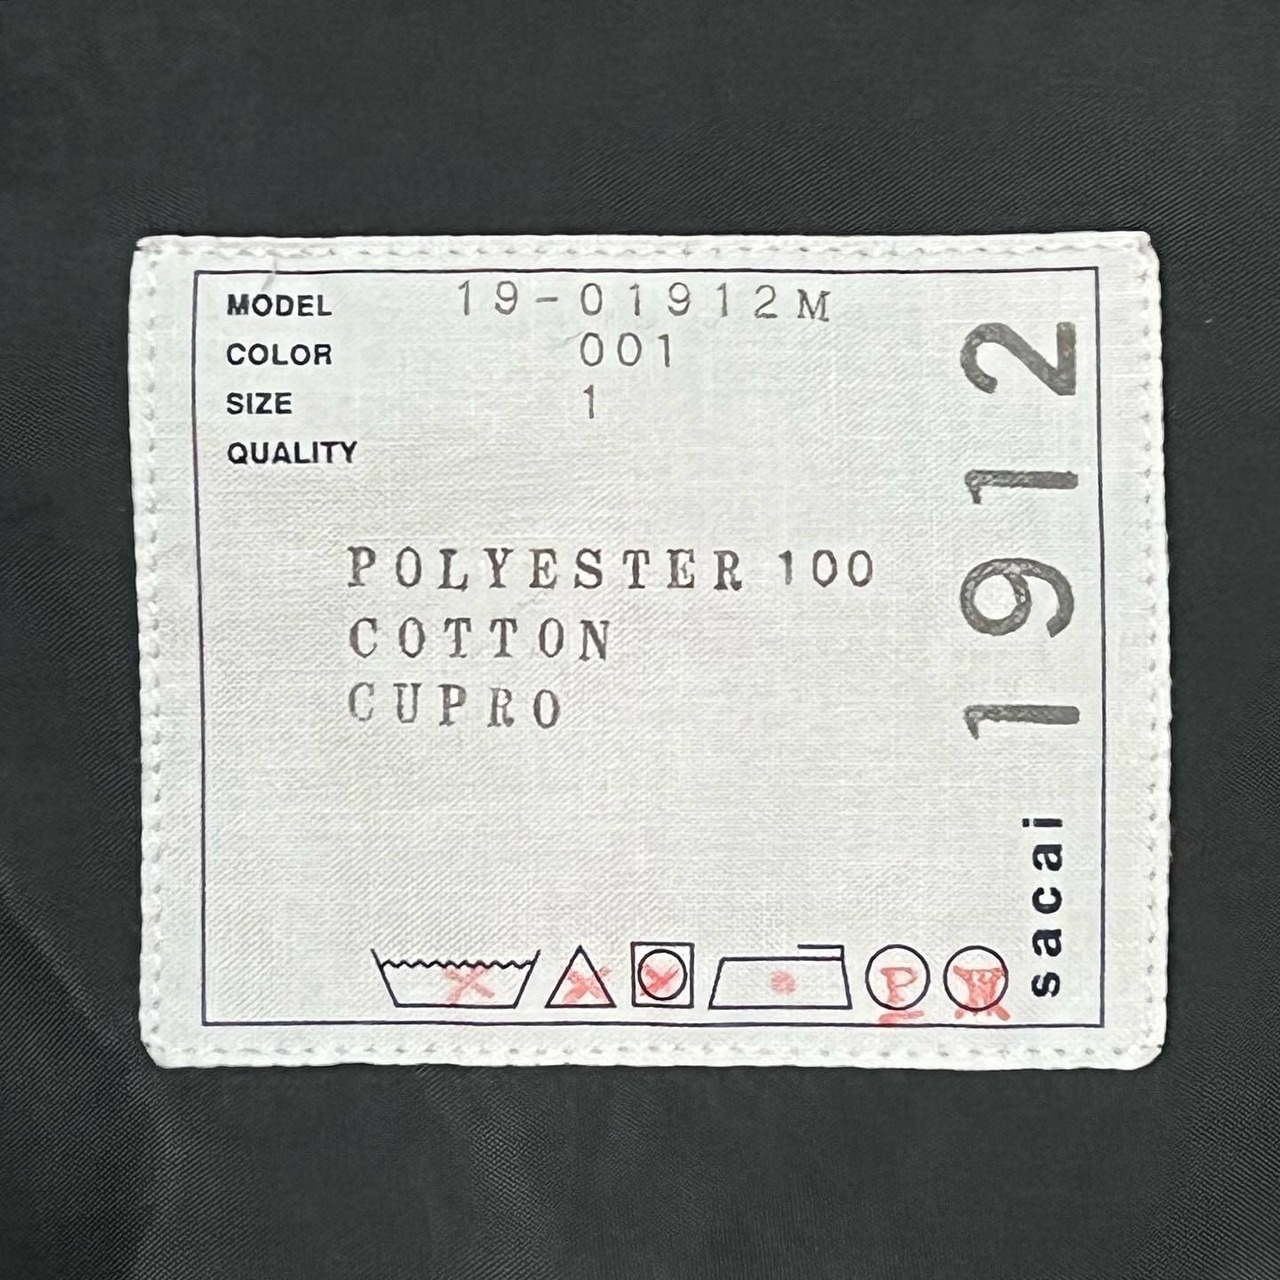 MODEL 19-01912M
COLOR 001
SIZE 1
QUALITY
POLYESTER 100
COTTON
CUPRO
P W
sacai 1912